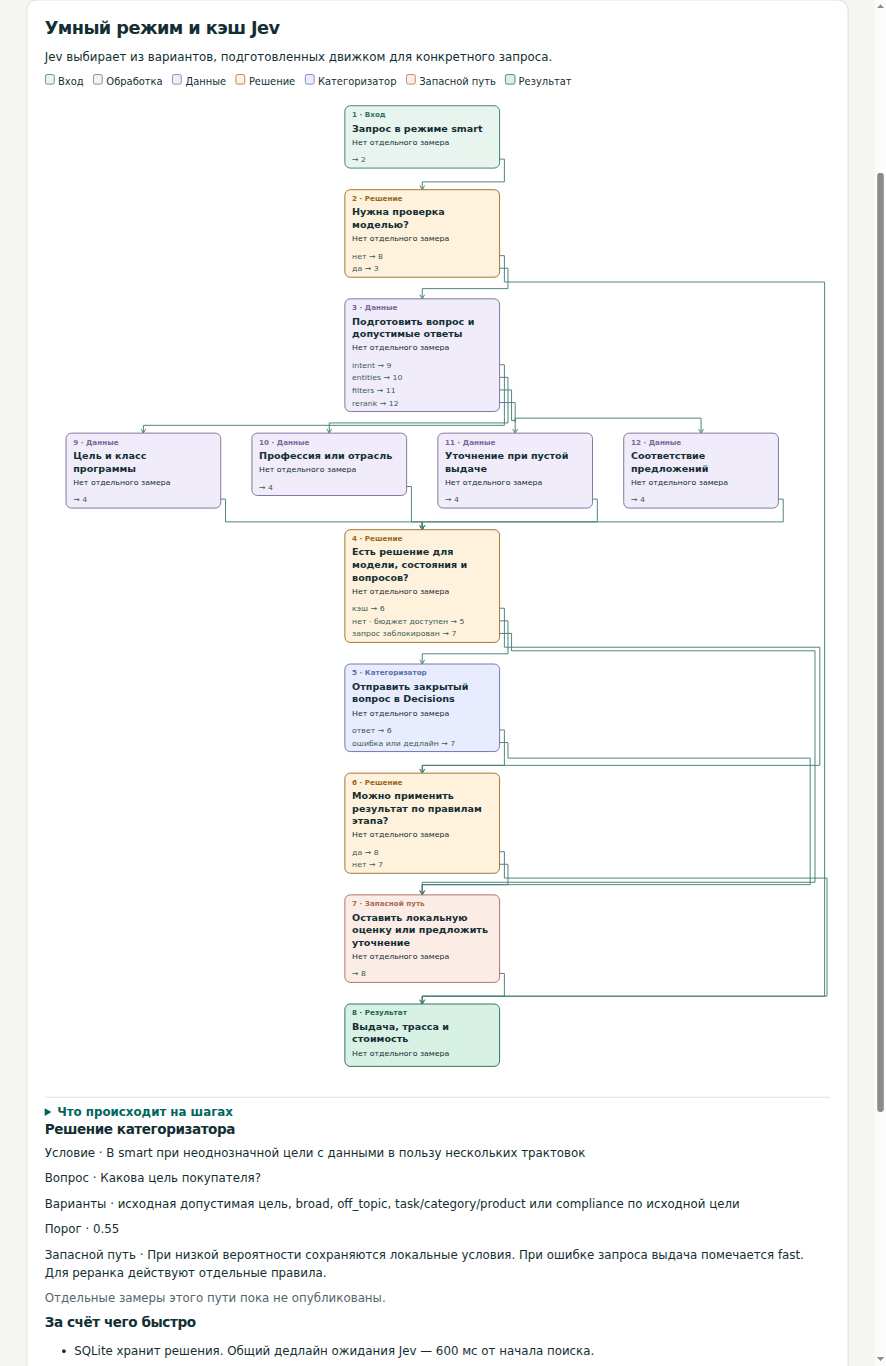 Умный режим и кэш Jev
Jev выбирает из вариантов, подготовленных движком для конкретного запроса.
Вход Обработка Данные Решение Категоризатор Запасной путь Результат
1 · Вход
Запрос в режиме smart
Нет отдельного замера
→ 2
2 · Решение
Нужна проверка
моделью?
Нет отдельного замера
нет → 8
да → 3
3 · Данные
Подготовить вопрос и
допустимые ответы
Нет отдельного замера
intent → 9
entities → 10
filters → 11
rerank → 12
9 · Данные
Цель и класс
программы
Нет отдельного замера
→ 4
10 · Данные
Профессия или отрасль
Нет отдельного замера
→ 4
11 · Данные
Уточнение при пустой
выдаче
Нет отдельного замера
→ 4
12 · Данные
Соответствие
предложений
Нет отдельного замера
→ 4
4 · Решение
Есть решение для
модели, состояния и
вопросов?
Нет отдельного замера
кэш → 6
нет · бюджет доступен → 5
запрос заблокирован → 7
5 · Категоризатор
Отправить закрытый
вопрос в Decisions
Нет отдельного замера
ответ → 6
ошибка или дедлайн → 7
6 · Решение
Можно применить
результат по правилам
этапа?
Нет отдельного замера
да → 8
нет → 7
7 · Запасной путь
Оставить локальную
оценку или предложить
уточнение
Нет отдельного замера
→ 8
8 · Результат
Выдача, трасса и
стоимость
Нет отдельного замера
Что происходит на шагах
Решение категоризатора
Условие · В smart при неоднозначной цели с данными в пользу нескольких трактовок
Вопрос · Какова цель покупателя?
Варианты · исходная допустимая цель, broad, off_topic, task/category/product или compliance по исходной цели
Порог · 0.55
Запасной путь · При низкой вероятности сохраняются локальные условия. При ошибке запроса выдача помечается fast.
Для реранка действуют отдельные правила.
Отдельные замеры этого пути пока не опубликованы.
За счёт чего быстро
• SQLite хранит решения. Общий дедлайн ожидания Jev — 600 мс от начала поиска.